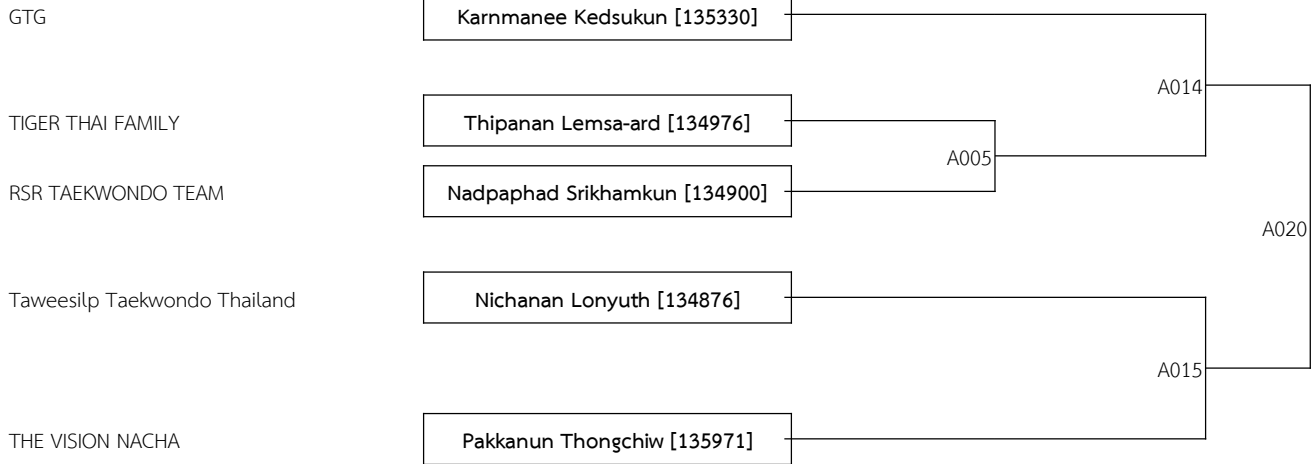 GTG Karnmanee Kedsukun [135330]
A014
TIGER THAI FAMILY Thipanan Lemsa-ard [134976]
A005
RSR TAEKWONDO TEAM Nadpaphad Srikhamkun [134900]
A020
Taweesilp Taekwondo Thailand Nichanan Lonyuth [134876]
A015
THE VISION NACHA Pakkanun Thongchiw [135971]